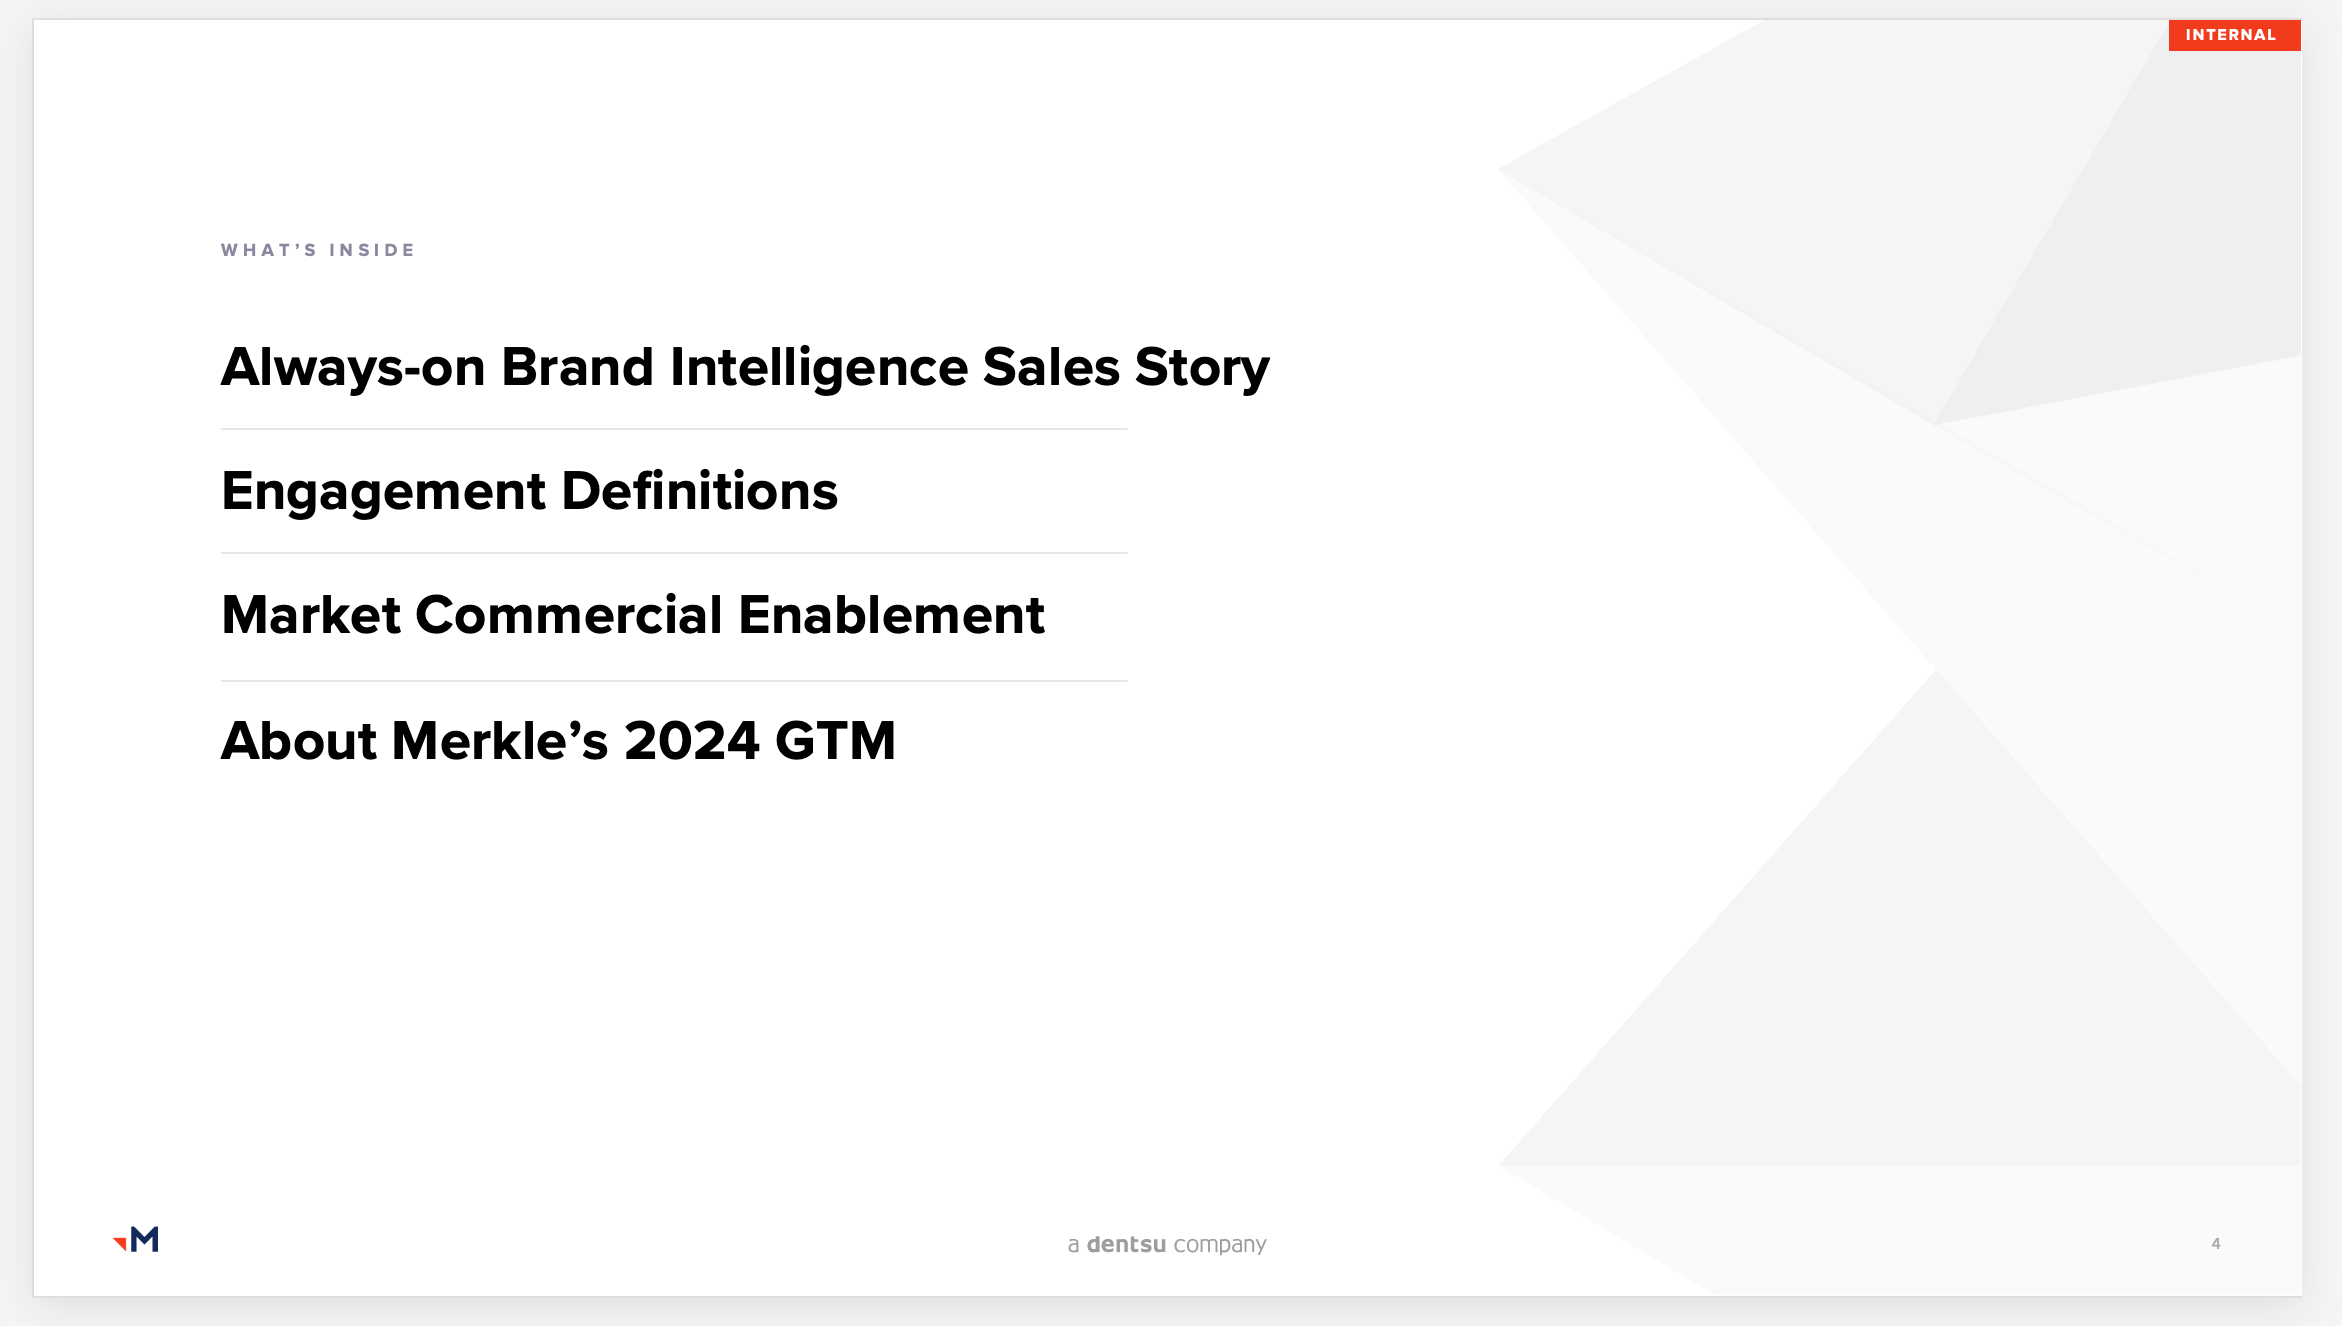 INTERNAL
WHAT’S INSIDE
Always-on Brand Intelligence Sales Story
Engagement Definitions
Market Commercial Enablement
About Merkle’s 2024 GTM
M
a dentsu company
4